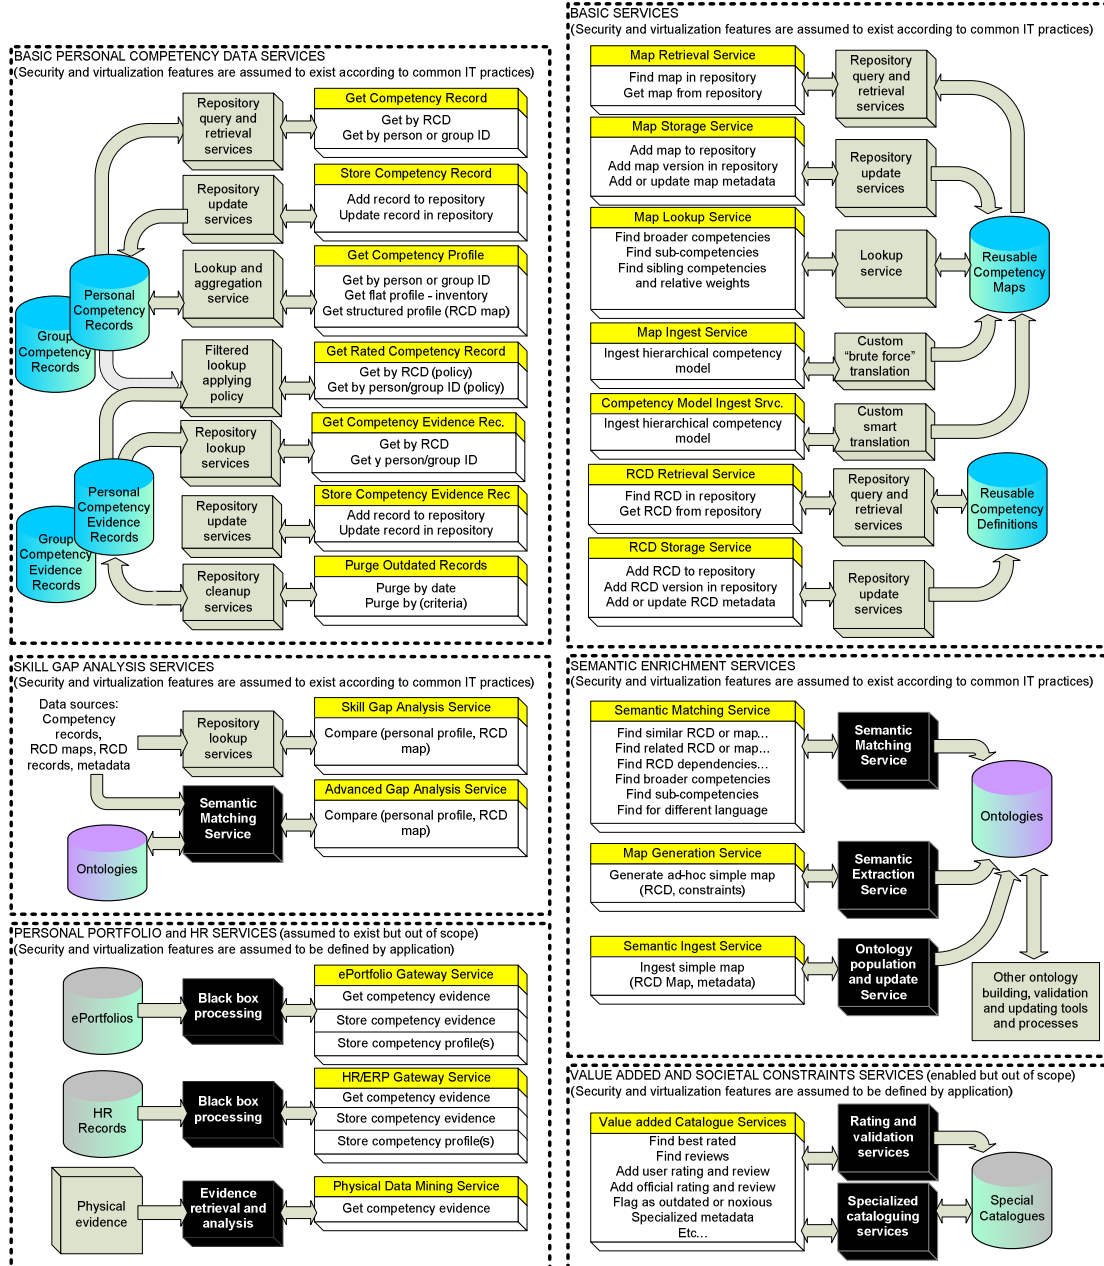 BASIC PERSONAL COMPETENCY DATA SERVICES
(Security and virtualization features are assumed to exist according to common IT practices)
Repository
query and
retrieval
services
Get Competency Record
Get by RCD
Get by person or group ID
Repository
update
services
Store Competency Record
Add record to repository
Update record in repository
Lookup and
aggregation
service
Get Competency Profile
Get by person or group ID
Get flat profile - inventory
Get structured profile (RCD map)
Personal
Competency
Records
Group
Competency
Records
Filtered
lookup
applying
policy
Get Rated Competency Record
Get by RCD (policy)
Get by person/group ID (policy)
Repository
lookup
services
Get Competency Evidence Rec.
Get by RCD
Get y person/group ID
Personal
Competency
Evidence
Records
Group
Competency
Evidence
Records
Repository
update
services
Store Competency Evidence Rec
Add record to repository
Update record in repository
Repository
cleanup
services
Purge Outdated Records
Purge by date
Purge by (criteria)
BASIC SERVICES
(Security and virtualization features are assumed to exist according to common IT practices)
Map Retrieval Service
Find map in repository
Get map from repository
Repository
query and
retrieval
services
Map Storage Service
Add map to repository
Add map version in repository
Add or update map metadata
Repository
update
services
Map Lookup Service
Find broader competencies
Find sub-competencies
Find sibling competencies
and relative weights
Lookup
service
Reusable
Competency
Maps
Map Ingest Service
Ingest hierarchical competency
model
Custom
“brute force”
translation
Competency Model Ingest Srvc.
Ingest hierarchical competency
model
Custom
smart
translation
RCD Retrieval Service
Find RCD in repository
Get RCD from repository
Repository
query and
retrieval
services
Reusable
Competency
Definitions
RCD Storage Service
Add RCD to repository
Add RCD version in repository
Add or update RCD metadata
Repository
update
services
SKILL GAP ANALYSIS SERVICES
(Security and virtualization features are assumed to exist according to common IT practices)
Data sources:
Competency
records,
RCD maps, RCD
records, metadata
Repository
lookup
services
Skill Gap Analysis Service
Compare (personal profile, RCD
map)
Semantic
Matching
Service
Advanced Gap Analysis Service
Compare (personal profile, RCD
map)
Ontologies
SEMANTIC ENRICHMENT SERVICES
(Security and virtualization features are assumed to exist according to common IT practices)
Semantic Matching Service
Find similar RCD or map...
Find related RCD or map...
Find RCD dependencies...
Find broader competencies
Find sub-competencies
Find for different language
Semantic
Matching
Service
Ontologies
Map Generation Service
Generate ad-hoc simple map
(RCD, constraints)
Semantic
Extraction
Service
Semantic Ingest Service
Ingest simple map
(RCD Map, metadata)
Ontology
population
and update
Service
Other ontology
building, validation
and updating tools
and processes
PERSONAL PORTFOLIO and HR SERVICES (assumed to exist but out of scope)
(Security and virtualization features are assumed to be defined by application)
ePortfolios
Black box
processing
ePortfolio Gateway Service
Get competency evidence
Store competency evidence
Store competency profile(s)
HR
Records
Black box
processing
HR/ERP Gateway Service
Get competency evidence
Store competency evidence
Store competency profile(s)
Physical
evidence
Evidence
retrieval and
analysis
Physical Data Mining Service
Get competency evidence
VALUE ADDED AND SOCIETAL CONSTRAINTS SERVICES (enabled but out of scope)
(Security and virtualization features are assumed to be defined by application)
Value added Catalogue Services
Find best rated
Find reviews
Add user rating and review
Add official rating and review
Flag as outdated or noxious
Specialized metadata
Etc...
Rating and
validation
services
Specialized
cataloguing
services
Special
Catalogues